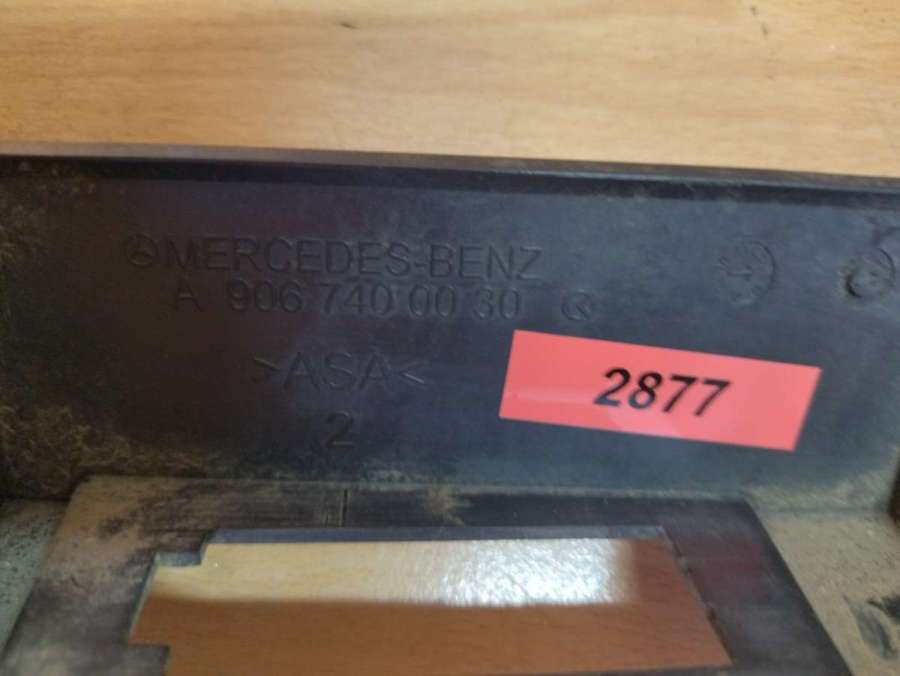 MERCEDES-BENZ
A 906 740 00 30
>ASA<
2
2877